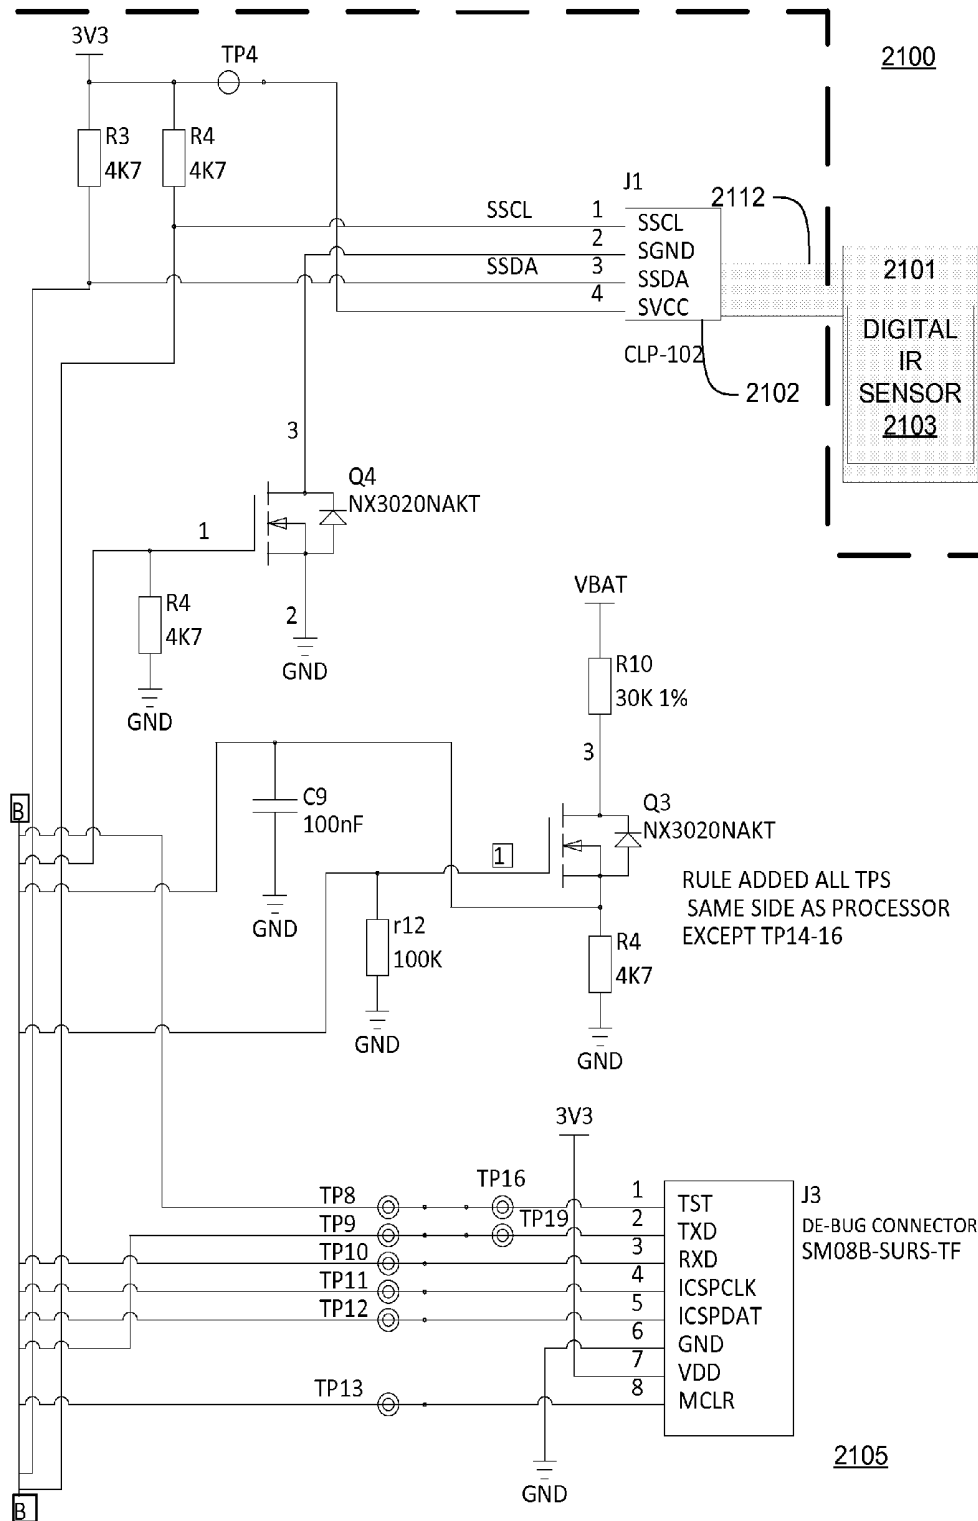 3V3
TP4
2100
R3
4K7
R4
4K7
J1
2112
SSCL
1
SSCL
2
SGND
2101
SSDA
3
SSDA
4
SVCC
DIGITAL
IR
SENSOR
2103
CLP-102
2102
3
Q4
NX3020NAKT
1
R4
4K7
2
GND
GND
VBAT
R10
30K 1%
3
B
C9
100nF
Q3
NX3020NAKT
1
RULE ADDED ALL TPS
SAME SIDE AS PROCESSOR
EXCEPT TP14-16
GND
r12
100K
R4
4K7
GND
GND
3V3
TP8
TP16
1
TST
J3
TP9
TP19
2
TXD
DE-BUG CONNECTOR
TP10
3
RXD
SM08B-SURS-TF
TP11
4
ICSPCLK
TP12
5
ICSPDAT
6
GND
7
VDD
TP13
8
MCLR
2105
GND
B